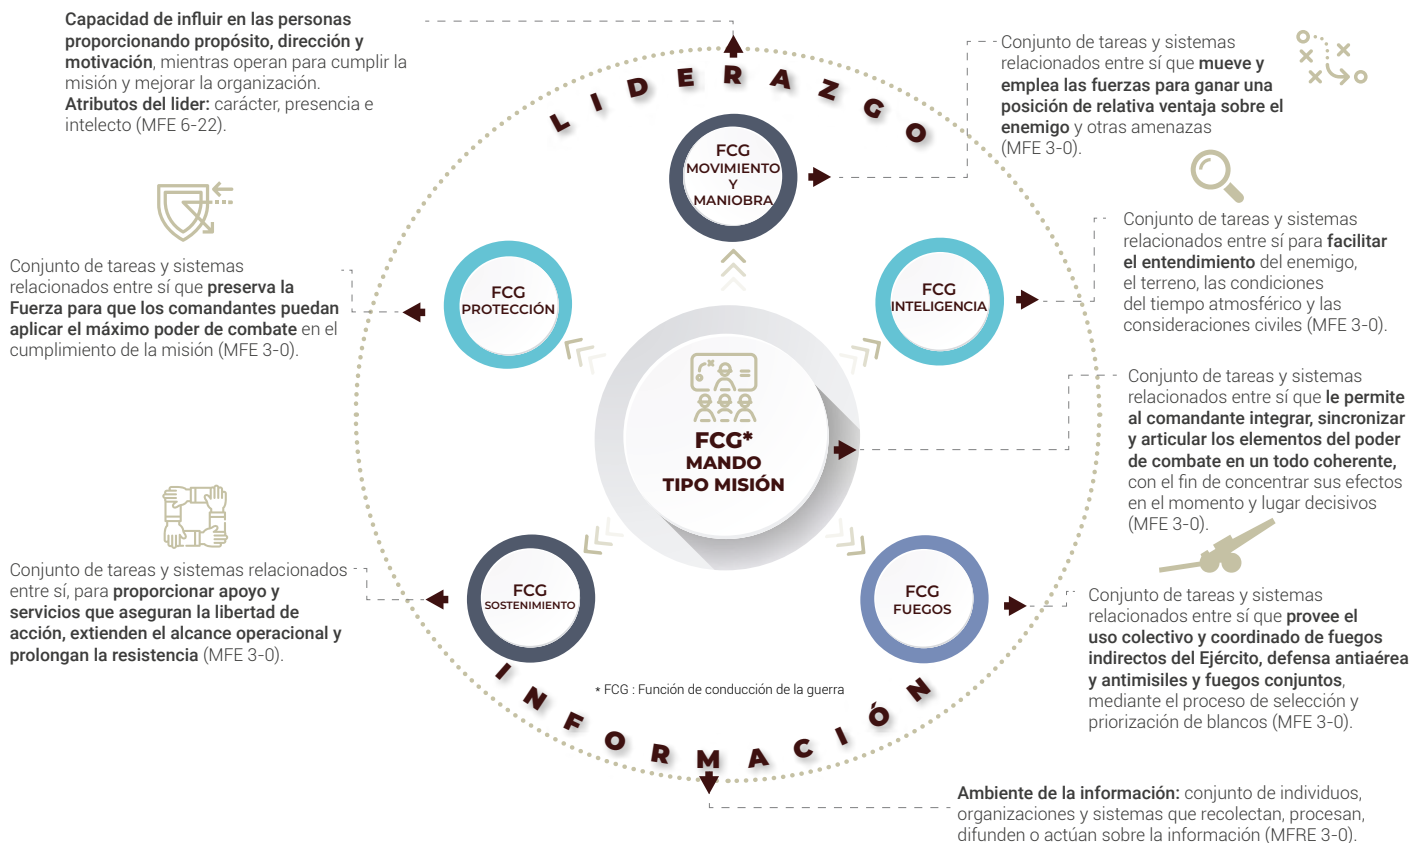 Capacidad de influir en las personas
proporcionando propósito, dirección y
motivación, mientras operan para cumplir la
misión y mejorar la organización.
Atributos del lider: carácter, presencia e
intelecto (MFE 6-22).
LIDERAZGO
Conjunto de tareas y sistemas
relacionados entre sí que mueve y
emplea las fuerzas para ganar una
posición de relativa ventaja sobre el
enemigo y otras amenazas
(MFE 3-0).
FCG
MOVIMIENTO
Y
MANIOBRA
Conjunto de tareas y sistemas
relacionados entre sí para facilitar
el entendimiento del enemigo,
el terreno, las condiciones
del tiempo atmosférico y las
consideraciones civiles (MFE 3-0).
FCG
INTELIGENCIA
Conjunto de tareas y sistemas
relacionados entre sí que preserva la
Fuerza para que los comandantes puedan
aplicar el máximo poder de combate en el
cumplimiento de la misión (MFE 3-0).
FCG
PROTECCIÓN
FCG*
MANDO
TIPO MISIÓN
Conjunto de tareas y sistemas
relacionados entre sí que le permite
al comandante integrar, sincronizar
y articular los elementos del poder
de combate en un todo coherente,
con el fin de concentrar sus efectos
en el momento y lugar decisivos
(MFE 3-0).
Conjunto de tareas y sistemas relacionados
entre sí, para proporcionar apoyo y
servicios que aseguran la libertad de
acción, extienden el alcance operacional y
prolongan la resistencia (MFE 3-0).
FCG
SOSTENIMIENTO
FCG
FUEGOS
Conjunto de tareas y sistemas
relacionados entre sí que provee el
uso colectivo y coordinado de fuegos
indirectos del Ejército, defensa antiaérea
y antimisiles y fuegos conjuntos,
mediante el proceso de selección y
priorización de blancos (MFE 3-0).
* FCG : Función de conducción de la guerra
INFORMACIÓN
Ambiente de la información: conjunto de individuos,
organizaciones y sistemas que recolectan, procesan,
difunden o actúan sobre la información (MFRE 3-0).